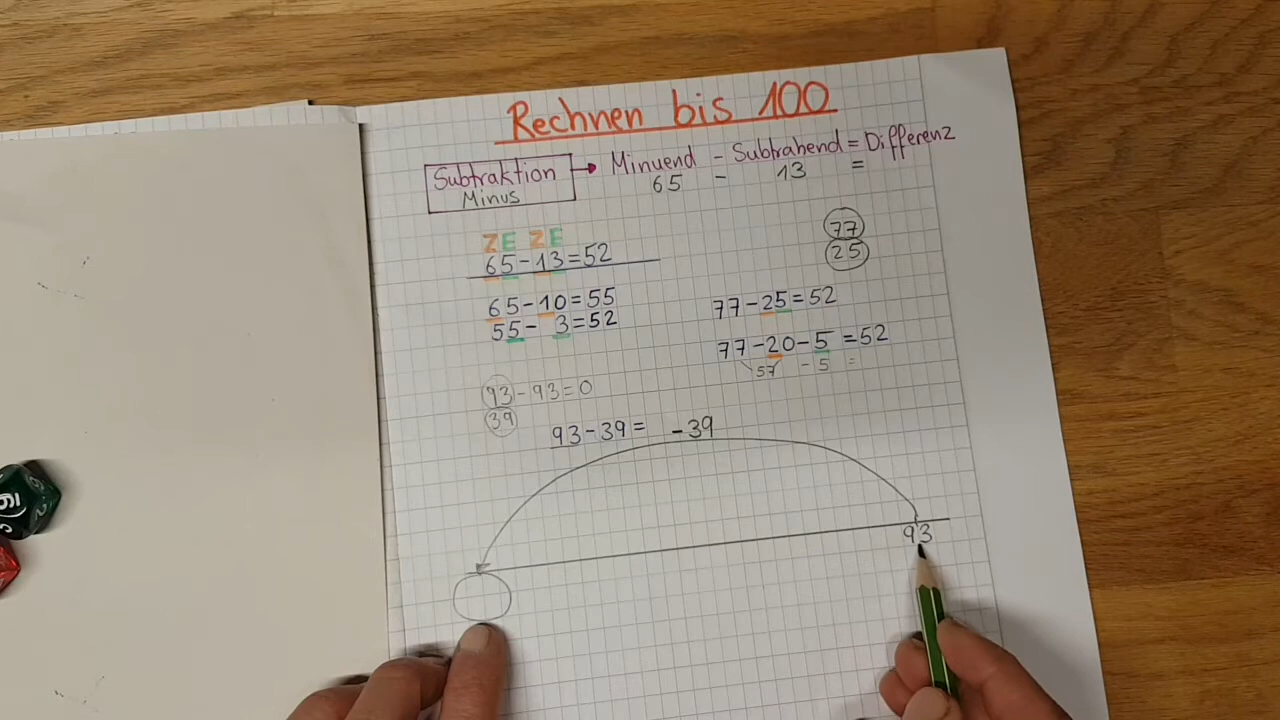 Rechnen bis 100
Subtraktion → Minuend - Subtrahend = Differenz
Minus 65 - 13 =
ZE ZE
65-13=52
65-10=55
55- 3=52
77
25
77-25=52
77-20-5=52
57 - 5 =
93-93=0
39
93-39= -39
93